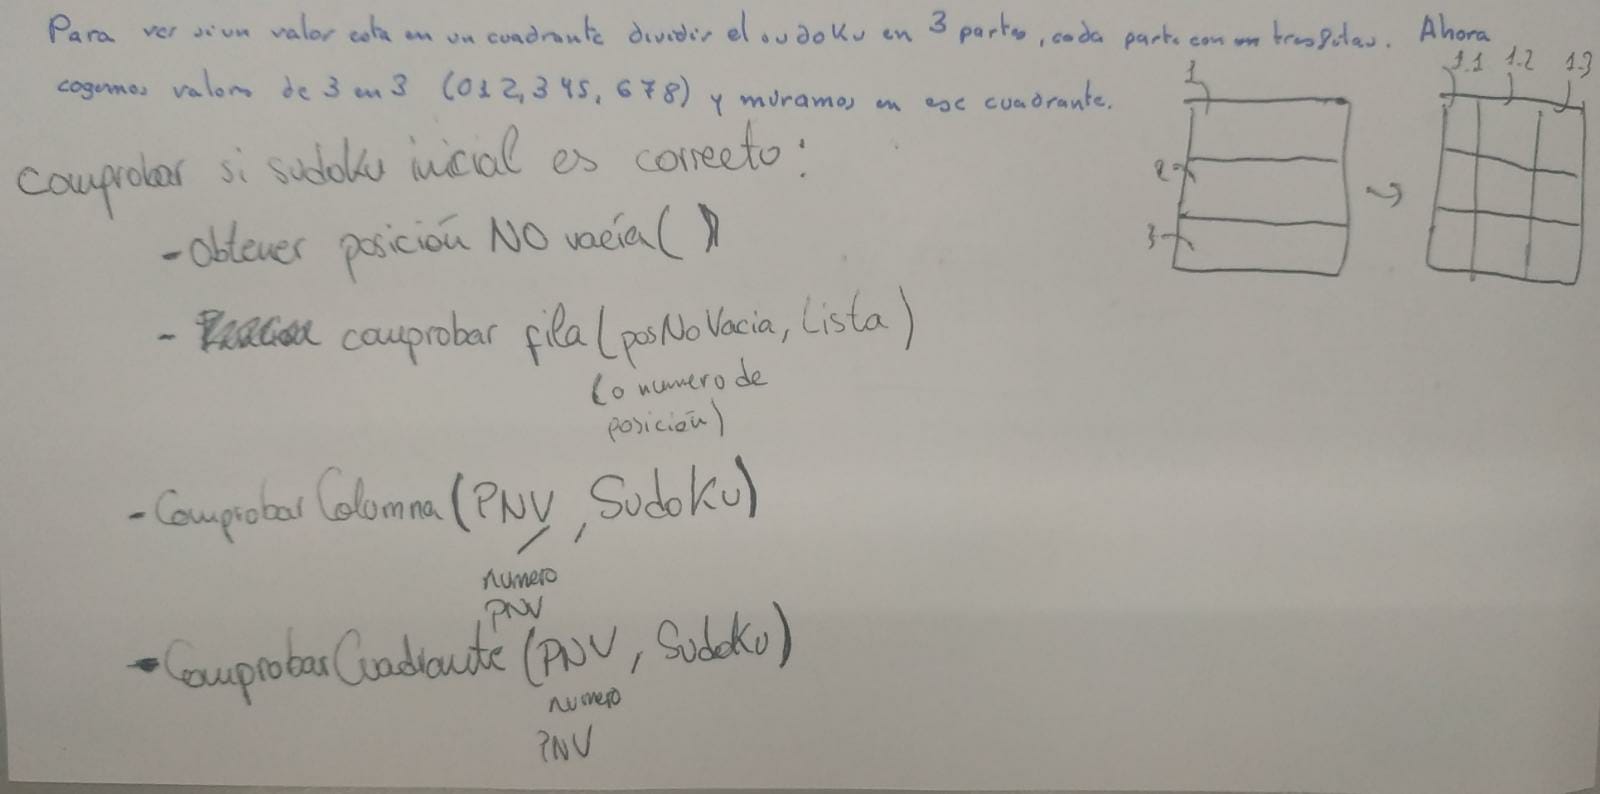 Para ver si un valor esta en un cuadrante dividir el sudoku en 3 partes, cada parte con tres filas. Ahora
cogemos valores de 3 en 3 (012, 345, 678) y miramos en ese cuadrante.
1
2
3
1.1 1.2 1.3
Comprobar si sudoku inicial es correcto:
- Obtener posición NO vacía ( )
- comprobar fila (posNoVacia, Lista)
(o numero de
posición)
- Comprobar Columna (PNV, Sudoku)
numero
PNV
- Comprobar Cuadrante (PNV, Sudoku)
numero
PNV